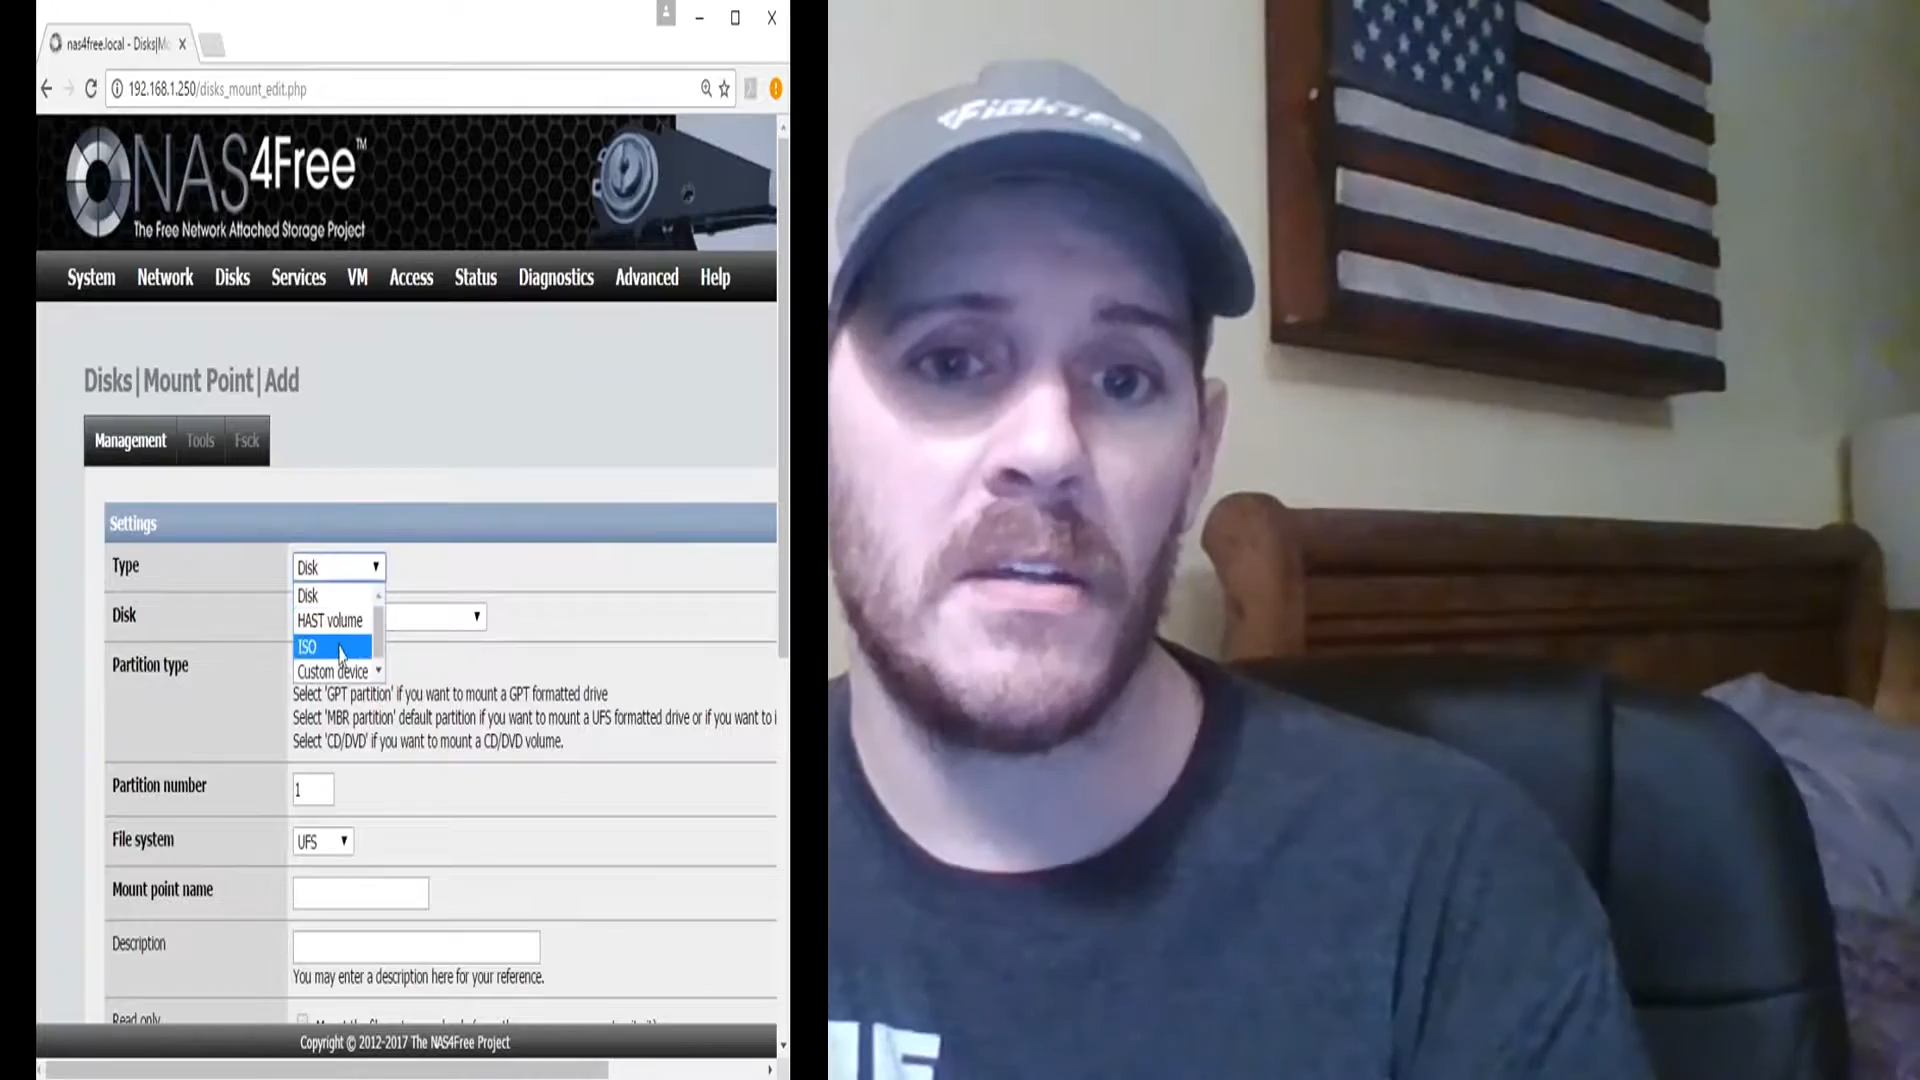 nas4free.local - Disks|Mo
192.168.1.250/disks_mount_edit.php
NAS4Free™
The Free Network Attached Storage Project
System Network Disks Services VM Access Status Diagnostics Advanced Help
Disks|Mount Point|Add
Management Tools Fsck
Settings
Type Disk
Disk
HAST volume
ISO
Custom device
Disk
Partition type
Select 'GPT partition' if you want to mount a GPT formatted drive
Select 'MBR partition' default partition if you want to mount a UFS formatted drive or if you want to i
Select 'CD/DVD' if you want to mount a CD/DVD volume.
Partition number 1
File system UFS
Mount point name
Description
You may enter a description here for your reference.
Read only
Copyright © 2012-2017 The NAS4Free Project
FIGHTER